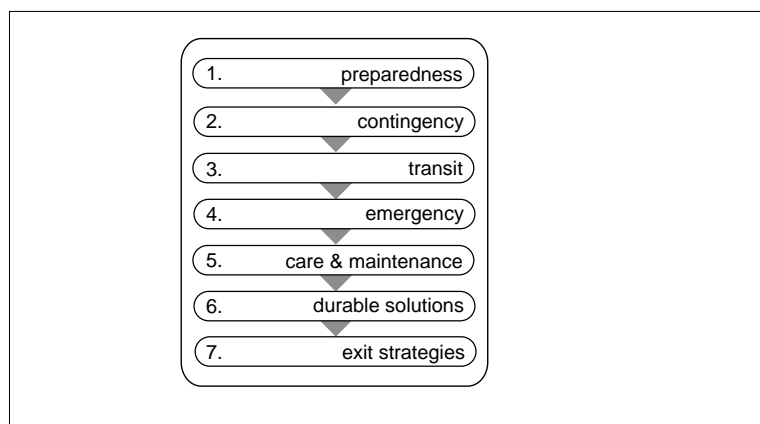 1. preparedness
2. contingency
3. transit
4. emergency
5. care & maintenance
6. durable solutions
7. exit strategies